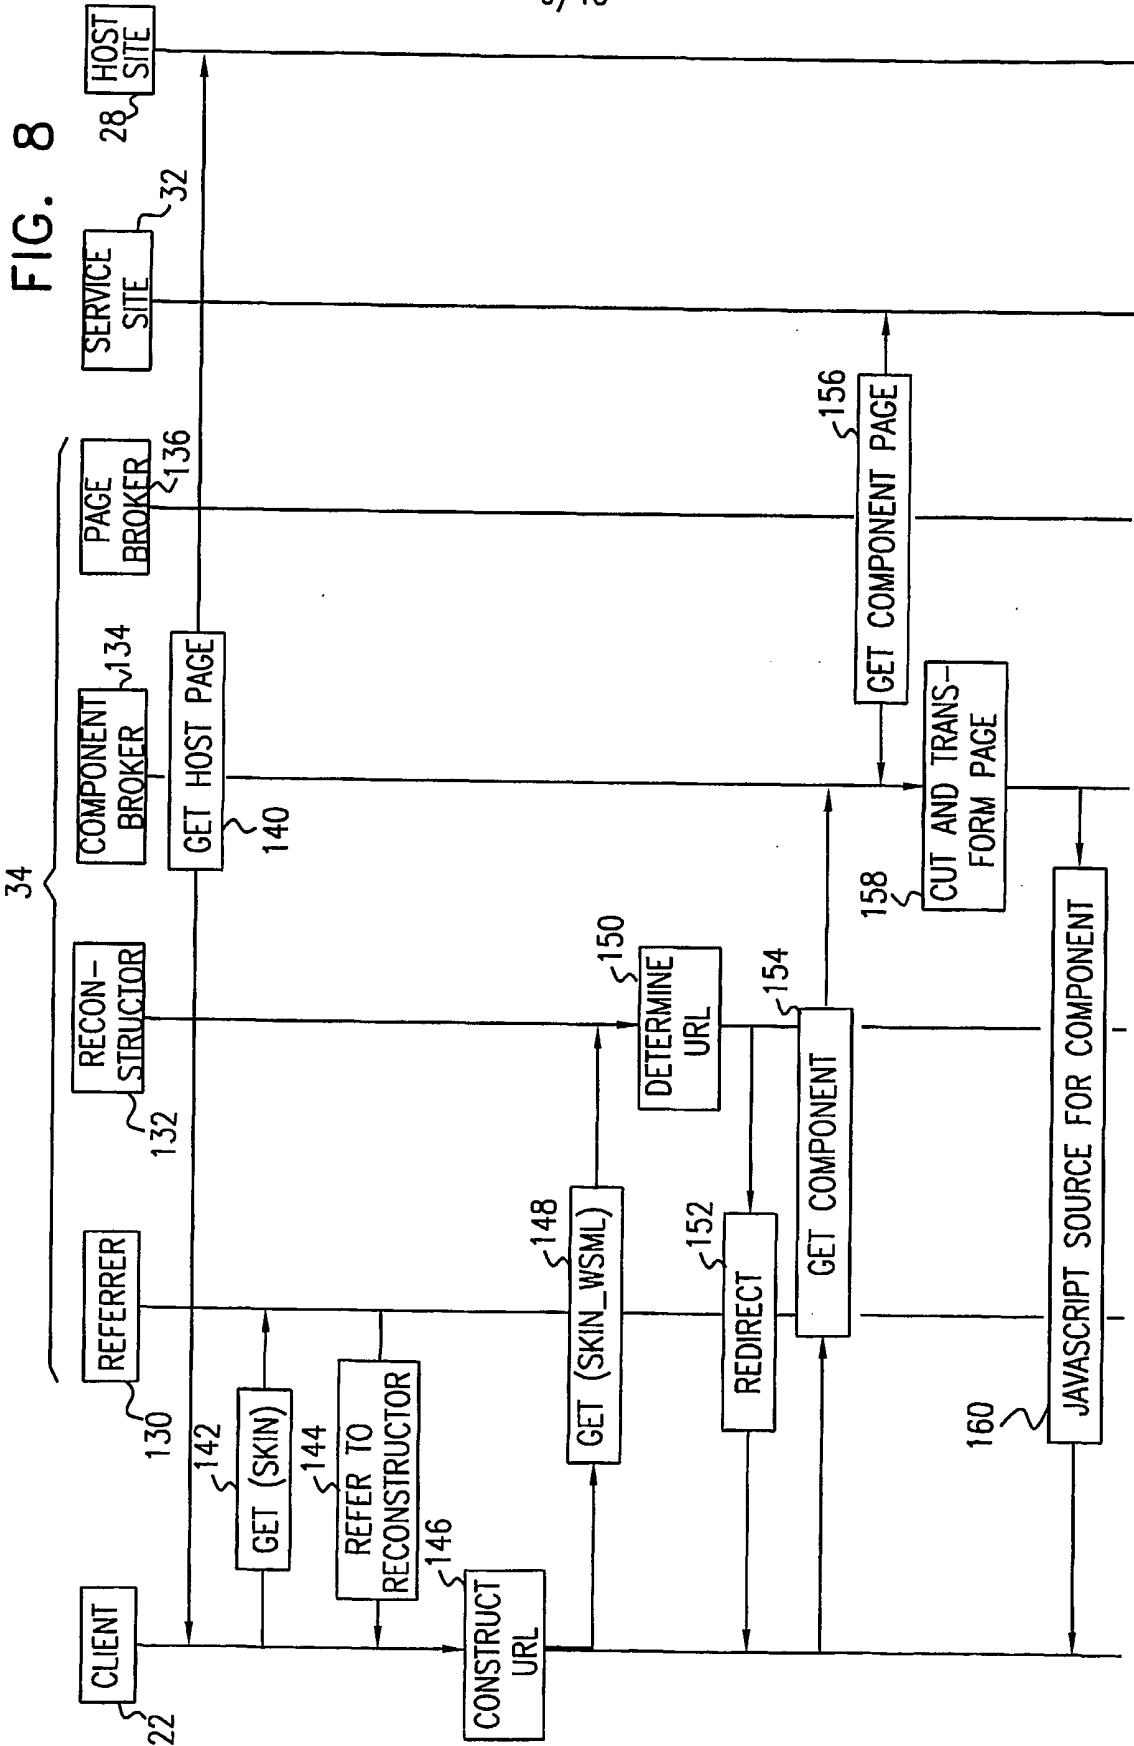 FIG. 8
34
CLIENT
22
REFERRER
130
RECON-
STRUCTOR
132
COMPONENT
BROKER
134
PAGE
BROKER
136
SERVICE
SITE
32
HOST
SITE
28
GET HOST PAGE
140
142
GET (SKIN)
144
REFER TO
RECONSTRUCTOR
146
CONSTRUCT
URL
148
GET (SKIN_WSML)
150
DETERMINE
URL
152
REDIRECT
154
GET COMPONENT
156
GET COMPONENT PAGE
158
CUT AND TRANS-
FORM PAGE
160
JAVASCRIPT SOURCE FOR COMPONENT